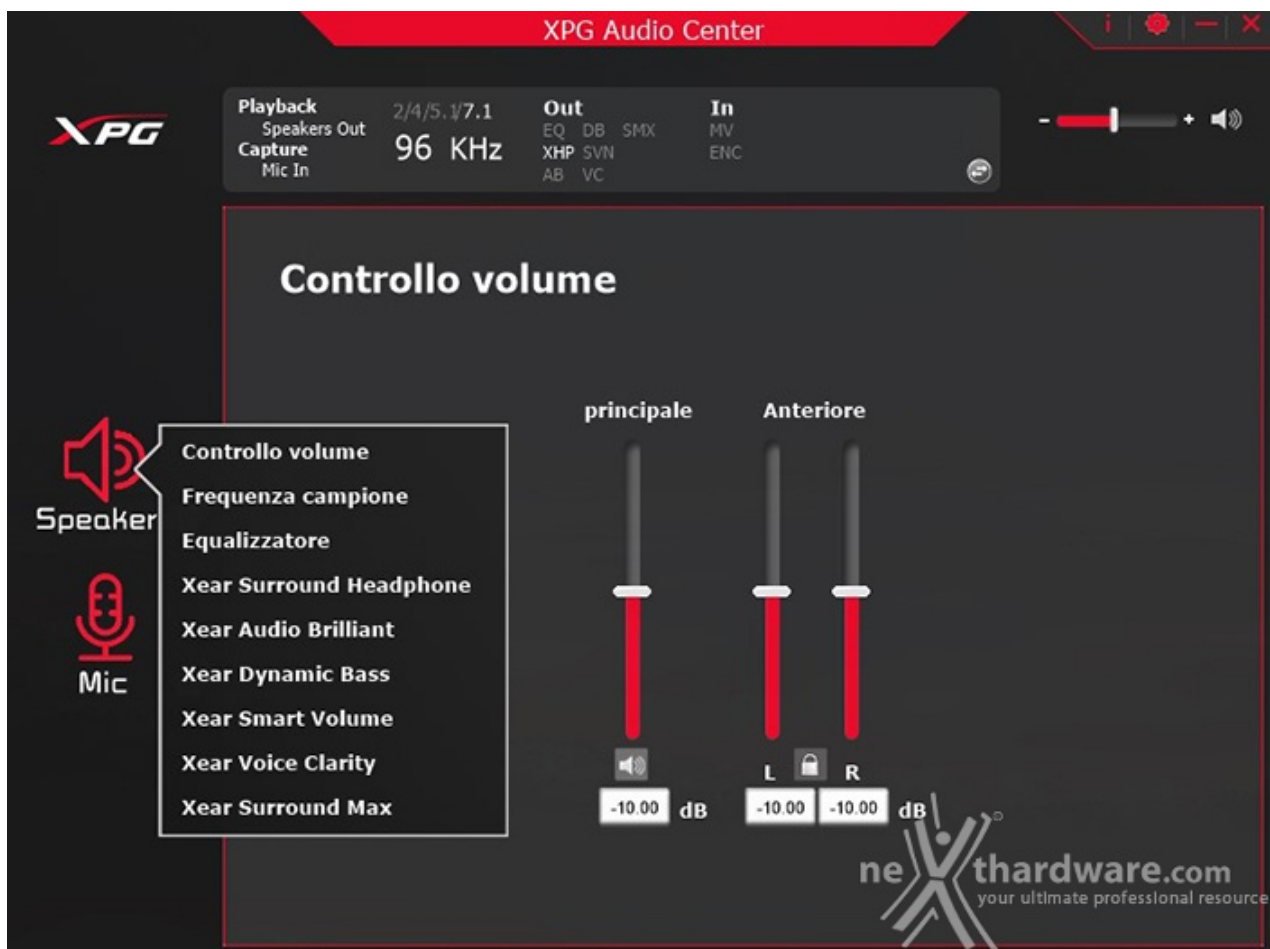 XPG Audio Center
i
XPG
Playback
Speakers Out
Capture
Mic In
2/4/5.1/7.1
96 KHz
Out
EQ DB SMX
XHP SVN
AB VC
In
MV
ENC
- +
Controllo volume
principale Anteriore
Speaker
Mic
Controllo volume
Frequenza campione
Equalizzatore
Xear Surround Headphone
Xear Audio Brilliant
Xear Dynamic Bass
Xear Smart Volume
Xear Voice Clarity
Xear Surround Max
L R
-10.00 dB -10.00 -10.00 dB
nexthardware.com
your ultimate professional resource